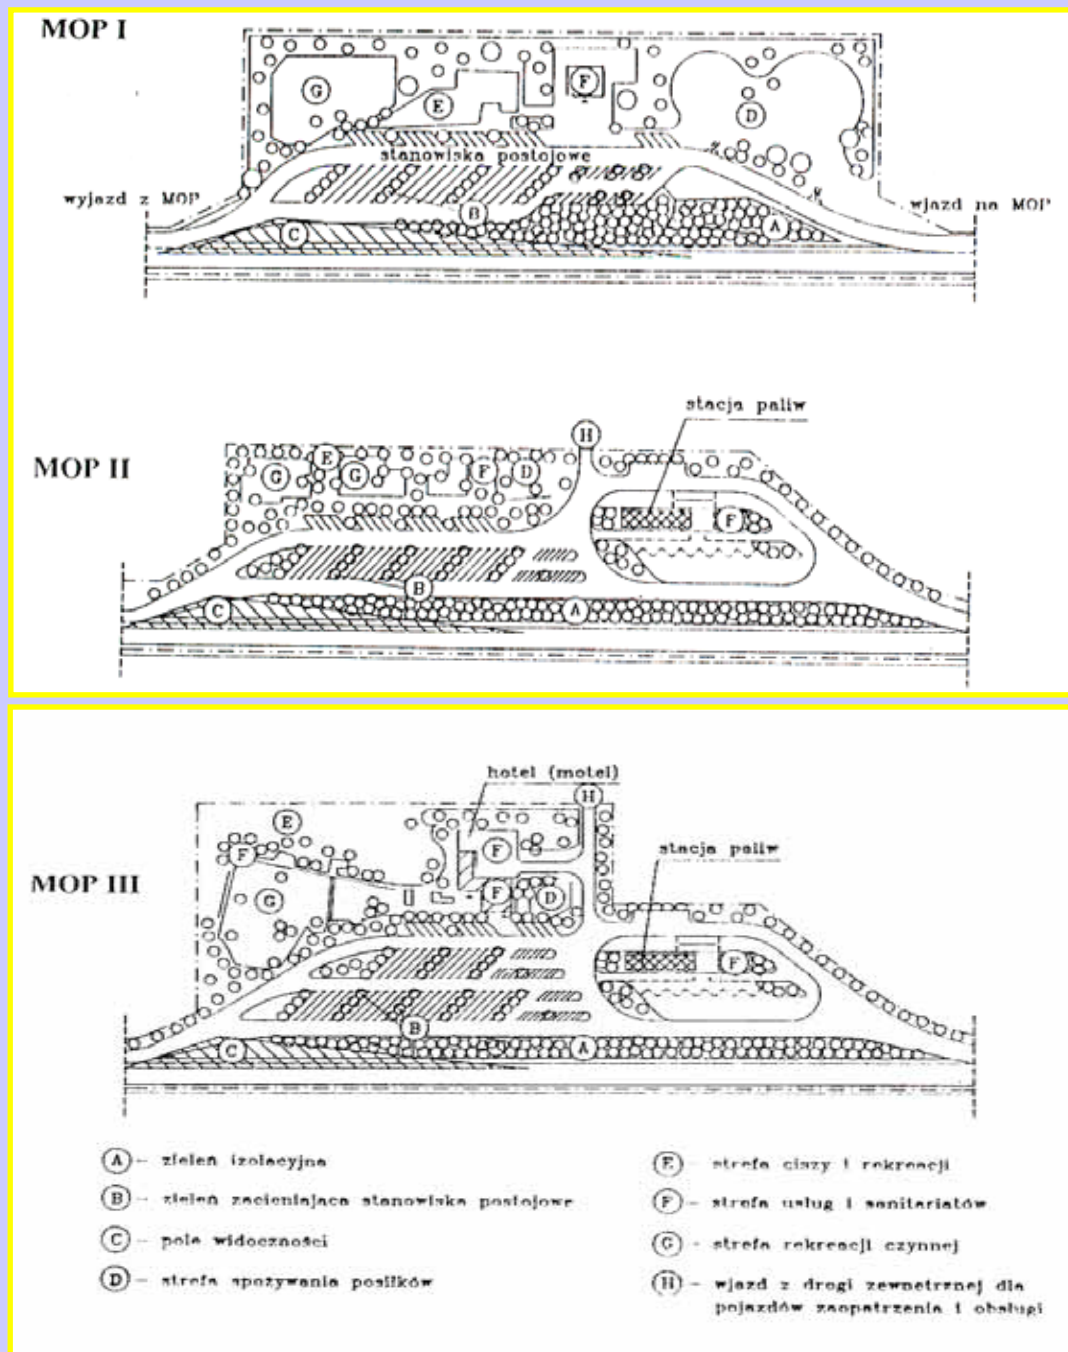 MOP I
G
E
F
D
stanowiska postojowe
wyjazd z MOP
wjazd na MOP
B
C
A
stacja paliw
H
MOP II
E
G
G
F
D
F
B
C
A
hotel (motel)
H
E
F
F
stacja paliw
MOP III
G
F
D
F
B
C
A
A - zieleń izolacyjna
B - zieleń zacieniająca stanowiska postojowe
C - pole widoczności
D - strefa spożywania posiłków
E - strefa ciszy i rekreacji
F - strefa usług i sanitariatów
G - strefa rekreacji czynnej
H - wjazd z drogi zewnętrznej dla
pojazdów zaopatrzenia i obsługi